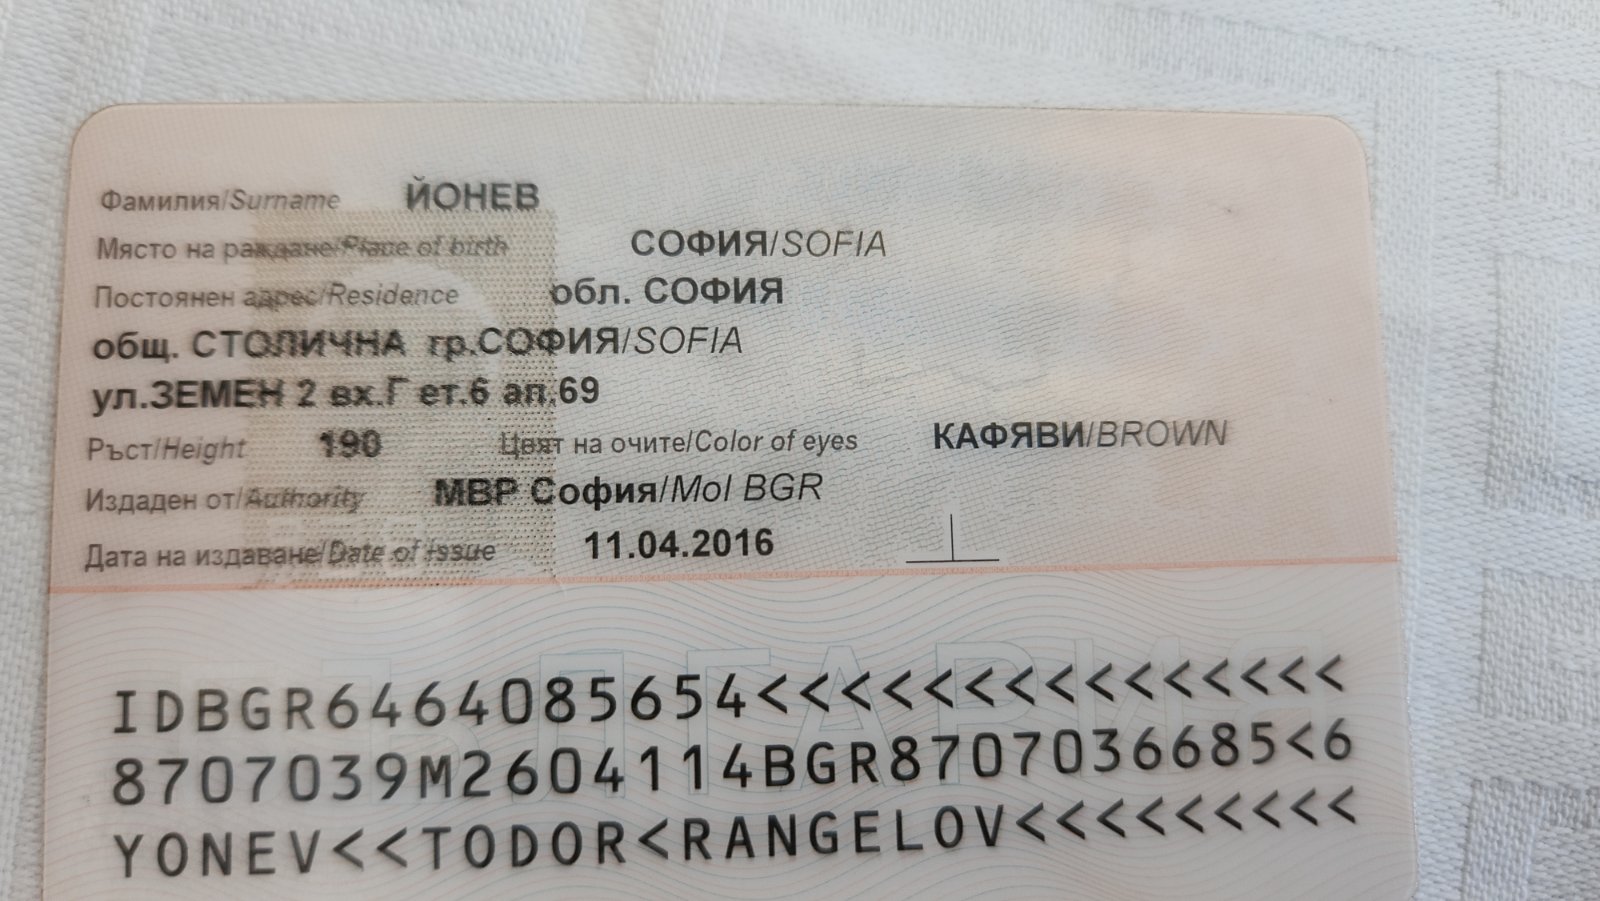 Фамилия/Surname ЙОНЕВ
Място на раждане/Place of birth СОФИЯ/SOFIA
Постоянен адрес/Residence обл. СОФИЯ
общ. СТОЛИЧНА гр.СОФИЯ/SOFIA
ул.ЗЕМЕН 2 вх.Г ет.6 ап.69
Ръст/Height 190 Цвят на очите/Color of eyes КАФЯВИ/BROWN
Издаден от/Authority МВР София/MoI BGR
Дата на издаване/Date of issue 11.04.2016
БЪЛГАРИЯ
IDBGR6464085654<<<<<<<<<<<<<<<
8707039M2604114BGR8707036685<6
YONEV<<TODOR<RANGELOV<<<<<<<<<